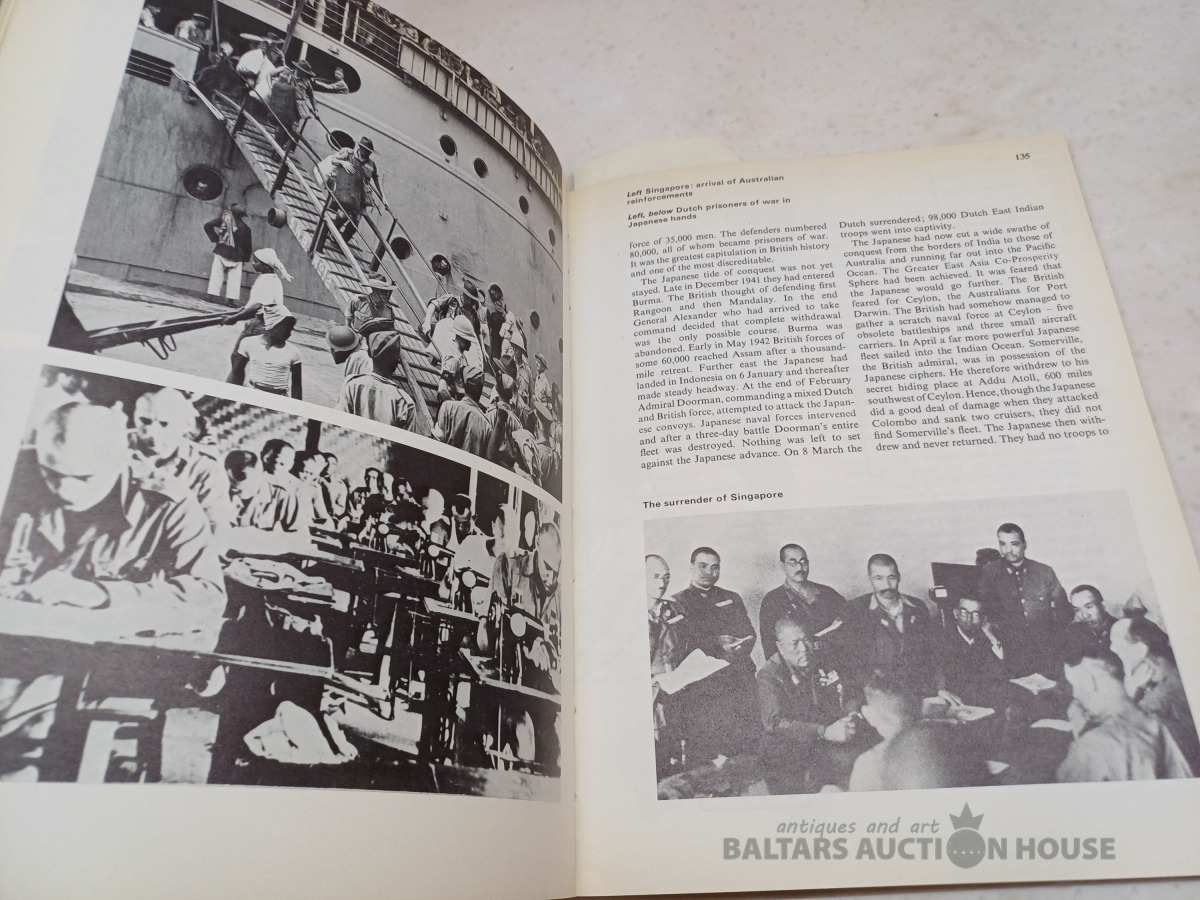 135
Left Singapore: arrival of Australian
reinforcements
Left, below Dutch prisoners of war in
Japanese hands
force of 35,000 men. The defenders numbered
80,000, all of whom became prisoners of war.
It was the greatest capitulation in British history
and one of the most discreditable.
The Japanese tide of conquest was not yet
stayed. Late in December 1941 they had entered
Burma. The British thought of defending first
Rangoon and then Mandalay. In the end
General Alexander who had arrived to take
command decided that complete withdrawal
was the only possible course. Burma was
abandoned. Early in May 1942 British forces of
some 60,000 reached Assam after a thousand-
mile retreat. Further east the Japanese had
landed in Indonesia on 6 January and thereafter
made steady headway. At the end of February
Admiral Doorman, commanding a mixed Dutch
and British force, attempted to attack the Japan-
ese convoys. Japanese naval forces intervened
and after a three-day battle Doorman's entire
fleet was destroyed. Nothing was left to set
against the Japanese advance. On 8 March the
Dutch surrendered; 98,000 Dutch East Indian
troops went into captivity.
The Japanese had now cut a wide swathe of
conquest from the borders of India to those of
Australia and running far out into the Pacific
Ocean. The Greater East Asia Co-Prosperity
Sphere had been achieved. It was feared that
the Japanese would go further. The British
feared for Ceylon, the Australians for Port
Darwin. The British had somehow managed to
gather a scratch naval force at Ceylon – five
obsolete battleships and three small aircraft
carriers. In April a far more powerful Japanese
fleet sailed into the Indian Ocean. Somerville,
the British admiral, was in possession of the
Japanese ciphers. He therefore withdrew to his
secret hiding place at Addu Atoll, 600 miles
southwest of Ceylon. Hence, though the Japanese
did a good deal of damage when they attacked
Colombo and sank two cruisers, they did not
find Somerville's fleet. The Japanese then with-
drew and never returned. They had no troops to
The surrender of Singapore
antiques and art
BALTARS AUCTION HOUSE